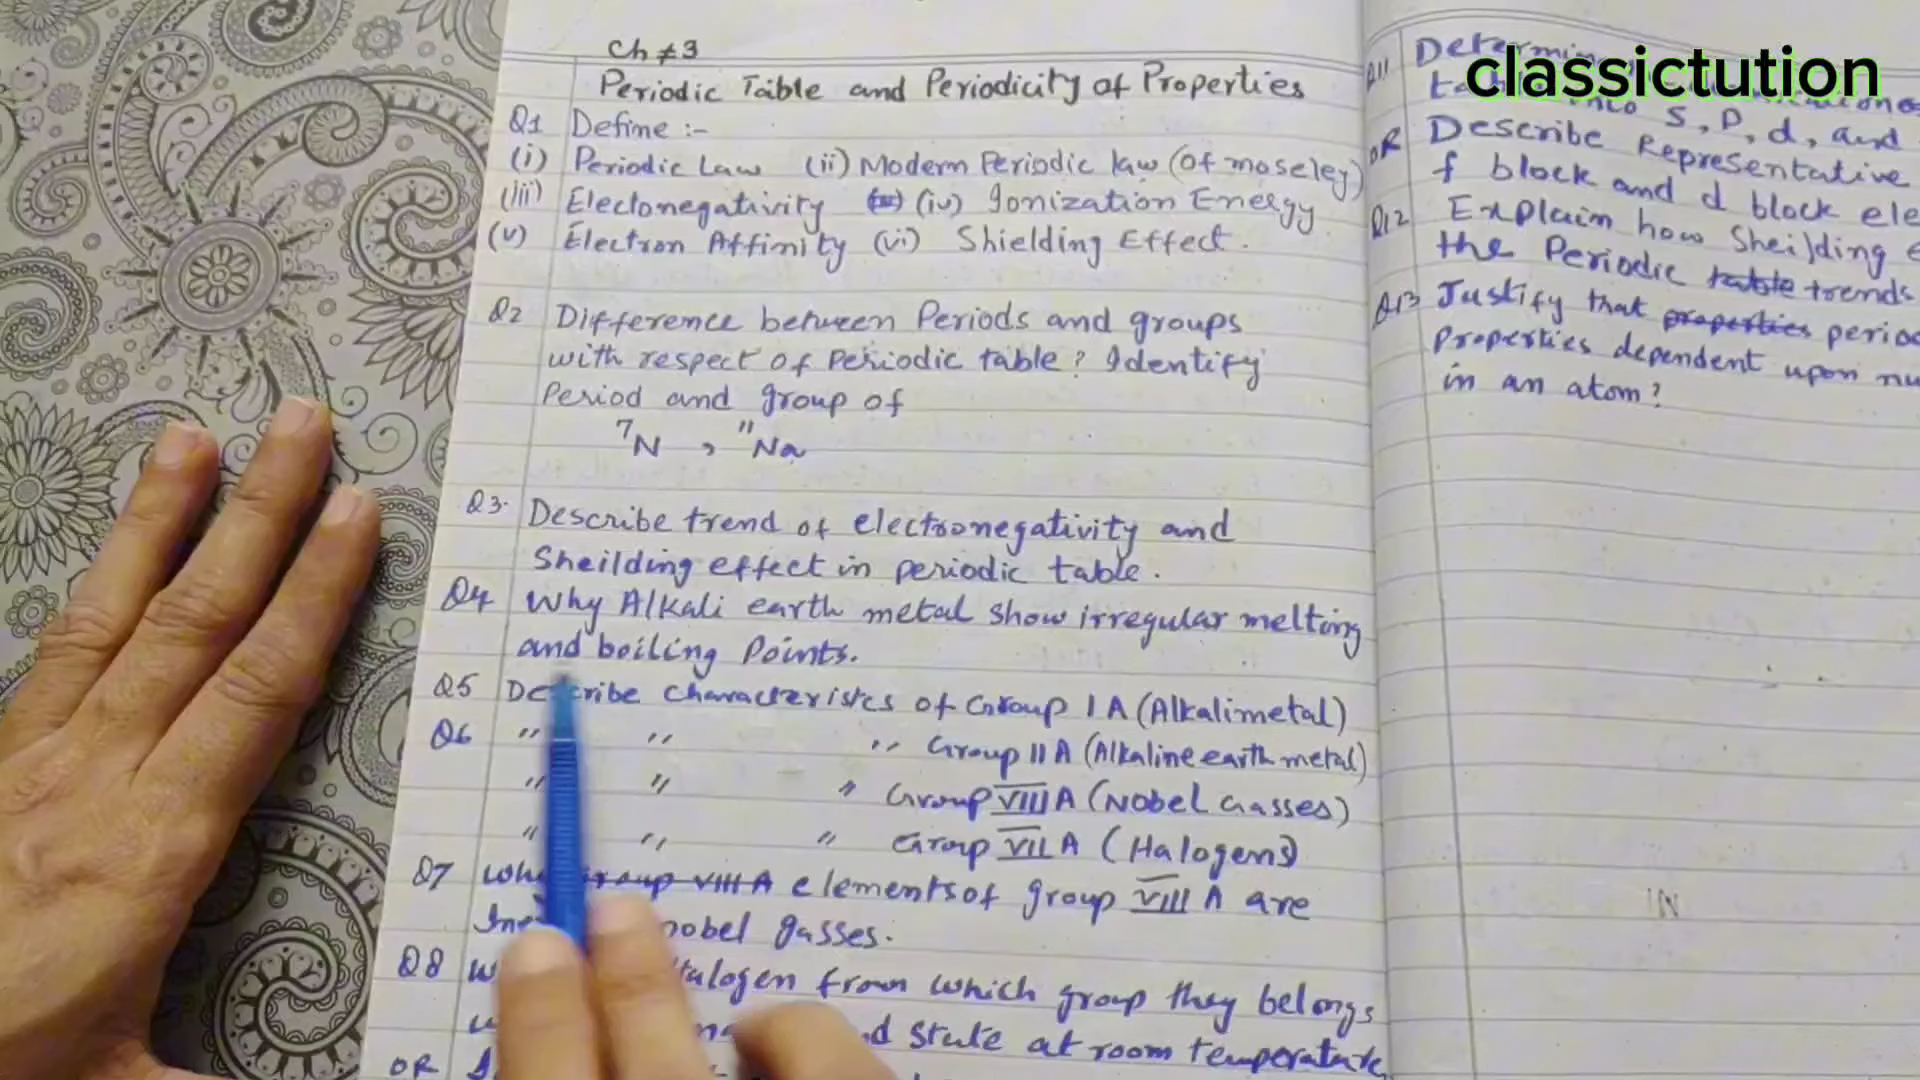 Ch # 3
Periodic Table and Periodicity of Properties
Q1 Define :-
(i) Periodic Law (ii) Modern Periodic law (of moseley)
(iii) Electonegativity (iv) Ionization Energy
(v) Electron Affinity (vi) Shielding Effect.
Q2 Difference between Periods and groups
with respect of Periodic table? Identify
Period and group of
7N , 11Na
Q3. Describe trend of electronegativity and
Sheilding effect in periodic table.
Q4 Why Alkali earth metal show irregular melting
and boiling Points.
Q5 Describe characteristcs of Group I A (Alkalimetal)
Q6 " " " Group II A (Alkaline earth metal)
" " " Group VIII A (Nobel Gasses)
" " " Group VII A (Halogens)
Q7 group VIII A elements of group VIII A are
nobel gasses.
Q8 from which group they belongs
state at room temperature
OR
classictution
Q11
S, P, d, and
OR Describe Representative
f block and d block
Q12 Explain how Sheilding
the Periodic table trends
Q13 Justify that properties
Properties dependent upon
in an atom?